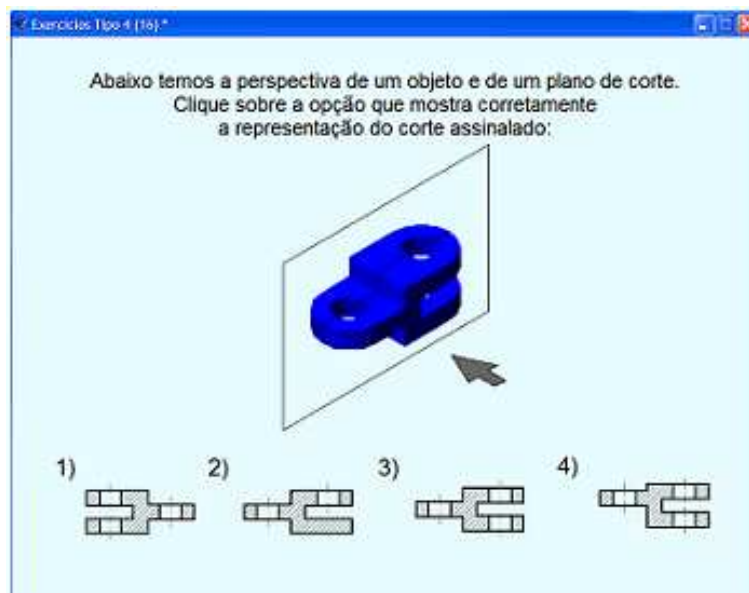 Exercícios Tipo 4 (16) *
Abaixo temos a perspectiva de um objeto e de um plano de corte.
Clique sobre a opção que mostra corretamente
a representação do corte assinalado:
1) 2) 3) 4)